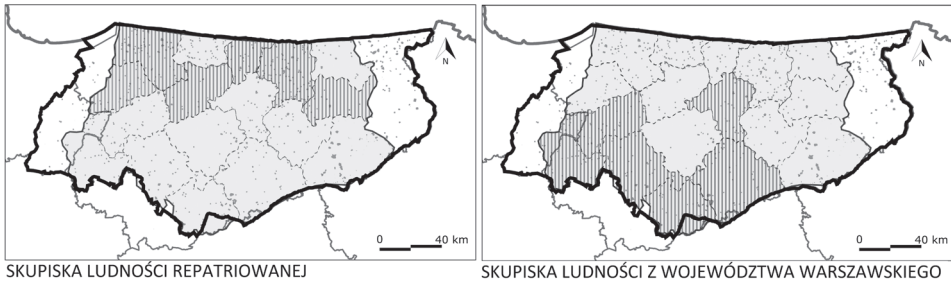 N
0 40 km
SKUPISKA LUDNOŚCI REPATRIOWANEJ
N
0 40 km
SKUPISKA LUDNOŚCI Z WOJEWÓDZTWA WARSZAWSKIEGO